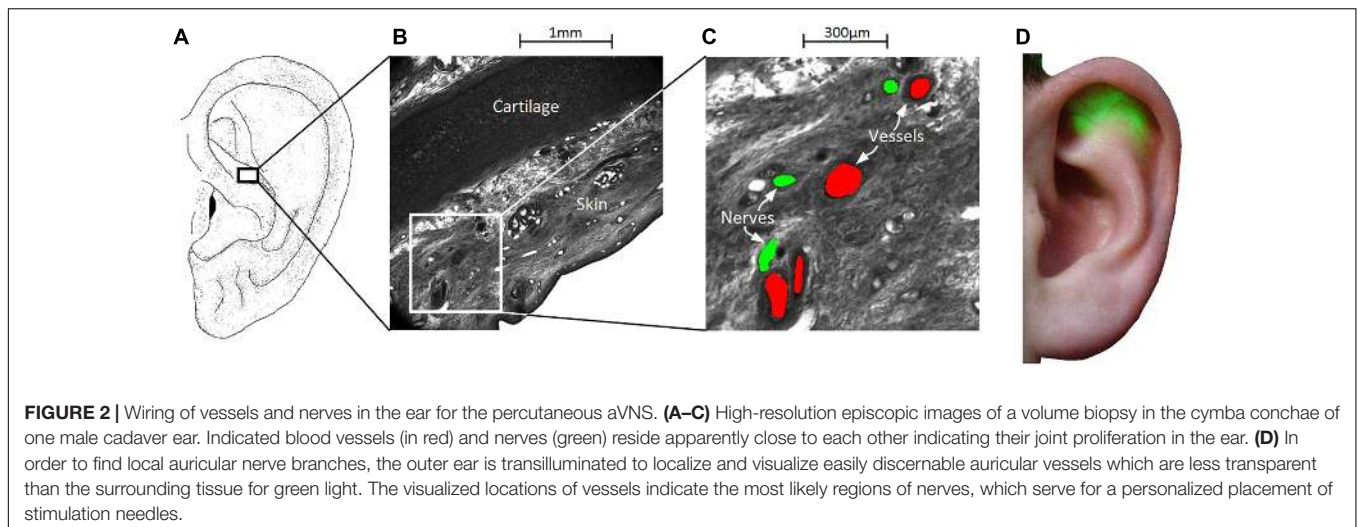 A
B
1mm
C
300μm
D
Cartilage
Skin
Vessels
Nerves
FIGURE 2 | Wiring of vessels and nerves in the ear for the percutaneous aVNS. (A–C) High-resolution episcopic images of a volume biopsy in the cymba conchae of
one male cadaver ear. Indicated blood vessels (in red) and nerves (green) reside apparently close to each other indicating their joint proliferation in the ear. (D) In
order to find local auricular nerve branches, the outer ear is transilluminated to localize and visualize easily discernable auricular vessels which are less transparent
than the surrounding tissue for green light. The visualized locations of vessels indicate the most likely regions of nerves, which serve for a personalized placement of
stimulation needles.